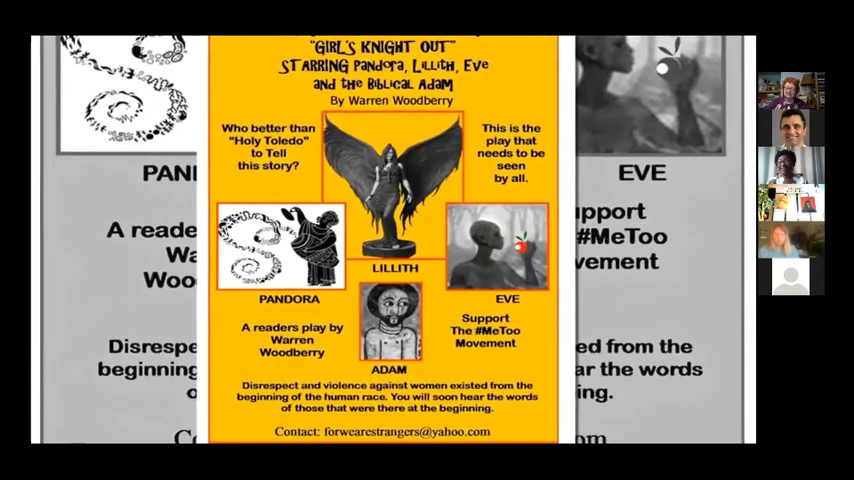 "GIRL'S KNIGHT OUT"
STARRING Pandora, Lillith, Eve
and the Biblical Adam
By Warren Woodberry
Who better than
"Holy Toledo"
to Tell
this story?
This is the
play that
needs to be
seen
by all.
LILLITH
PANDORA
EVE
A readers play by
Warren
Woodberry
Support
The #MeToo
Movement
ADAM
Disrespect and violence against women existed from the
beginning of the human race. You will soon hear the words
of those that were there at the beginning.
Contact: forwearestrangers@yahoo.com
PAN
A reade
Wa
Woo
Disrespe
beginning
o
Co
EVE
upport
#MeToo
vement
ed from the
ar the words
ing.
om